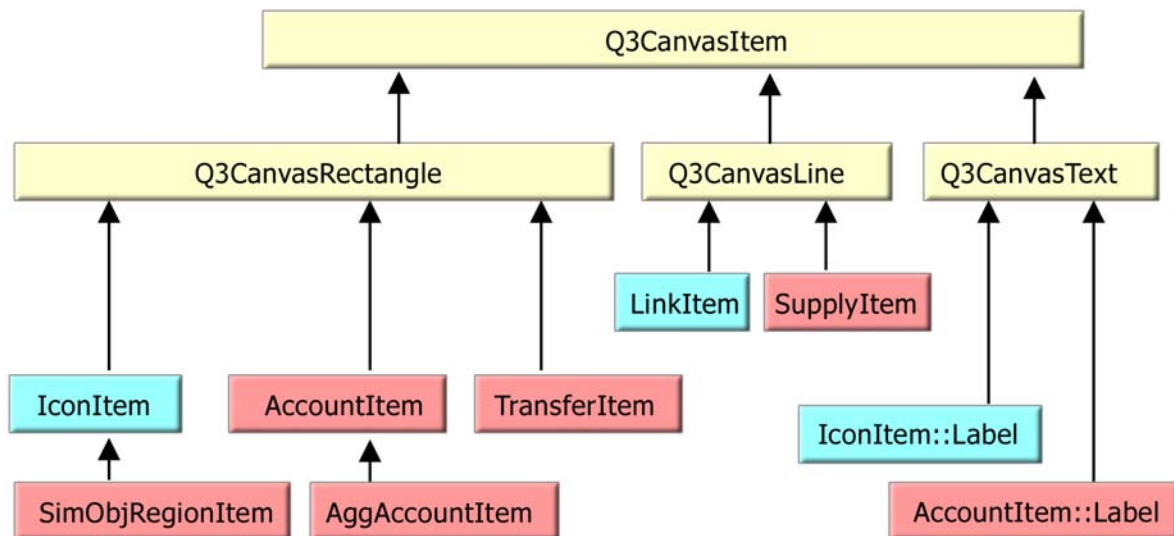 Q3CanvasItem
Q3CanvasRectangle
Q3CanvasLine
Q3CanvasText
LinkItem
SupplyItem
IconItem
AccountItem
TransferItem
IconItem::Label
SimObjRegionItem
AggAccountItem
AccountItem::Label